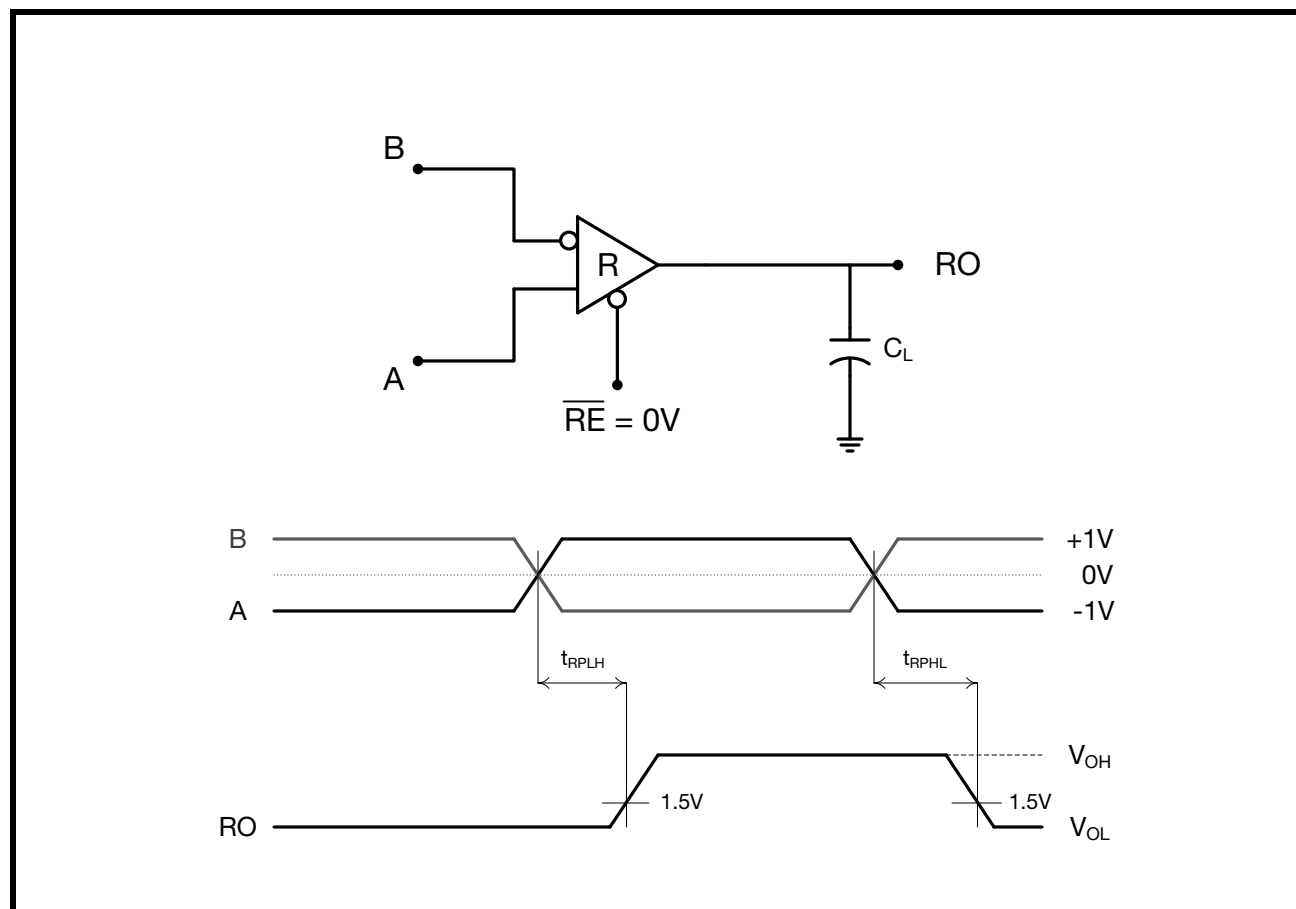 B
R
RO
A
C_L
RE = 0V
B
+1V
0V
A
-1V
t_RPLH
t_RPHL
V_OH
1.5V
1.5V
RO
V_OL